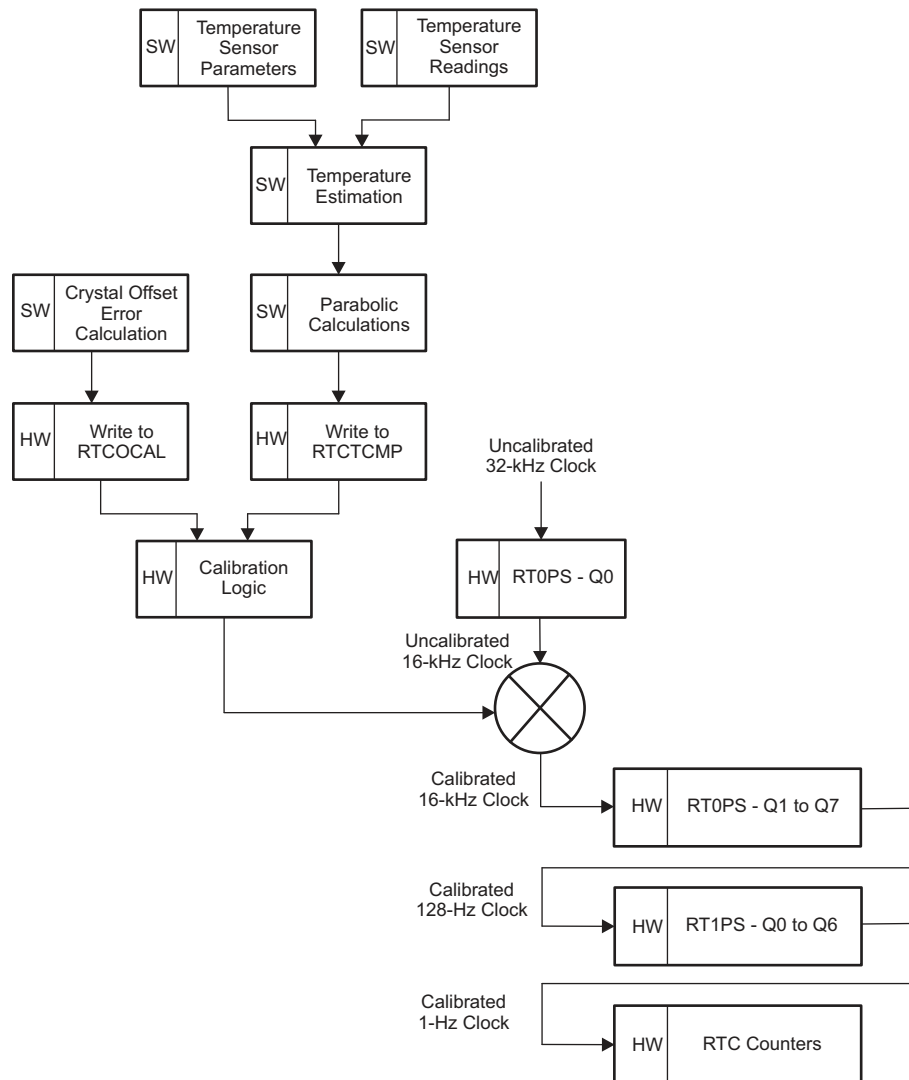 SW
Temperature
Sensor
Parameters
SW
Temperature
Sensor
Readings
SW
Temperature
Estimation
SW
Crystal Offset
Error
Calculation
SW
Parabolic
Calculations
HW
Write to
RTCOCAL
HW
Write to
RTCTCMP
Uncalibrated
32-kHz Clock
HW
Calibration
Logic
HW
RT0PS - Q0
Uncalibrated
16-kHz Clock
Calibrated
16-kHz Clock
HW
RT0PS - Q1 to Q7
Calibrated
128-Hz Clock
HW
RT1PS - Q0 to Q6
Calibrated
1-Hz Clock
HW
RTC Counters